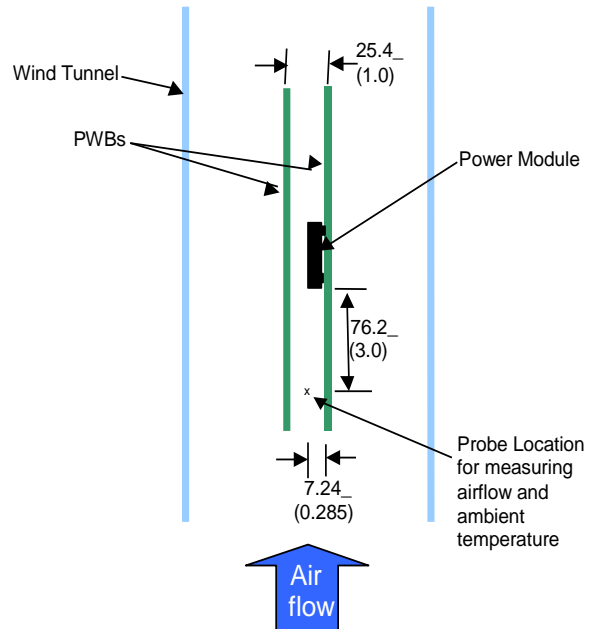 25.4_
(1.0)
Wind Tunnel
PWBs
Power Module
76.2_
(3.0)
x
Probe Location
for measuring
airflow and
ambient
temperature
7.24_
(0.285)
Air
flow